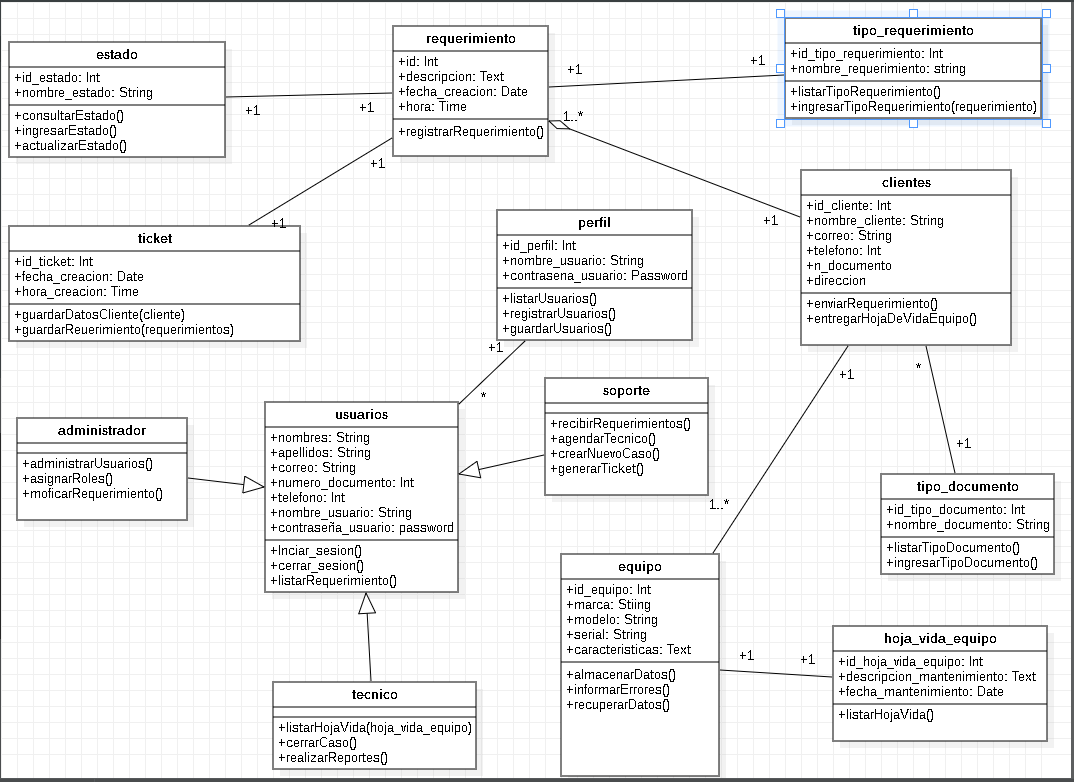 estado
+id_estado: Int
+nombre_estado: String
+consultarEstado()
+ingresarEstado()
+actualizarEstado()
requerimiento
+id: Int
+descripcion: Text
+fecha_creacion: Date
+hora: Time
+registrarRequerimiento()
tipo_requerimiento
+id_tipo_requerimiento: Int
+nombre_requerimiento: string
+listarTipoRequerimiento()
+ingresarTipoRequerimiento(requerimiento)
+1
+1
+1
+1
1..*
+1
+1
+1
ticket
+id_ticket: Int
+fecha_creacion: Date
+hora_creacion: Time
+guardarDatosCliente(cliente)
+guardarReuerimiento(requerimientos)
perfil
+id_perfil: Int
+nombre_usuario: String
+contrasena_usuario: Password
+listarUsuarios()
+registrarUsuarios()
+guardarUsuarios()
clientes
+id_cliente: Int
+nombre_cliente: String
+correo: String
+telefono: Int
+n_documento
+direccion
+enviarRequerimiento()
+entregarHojaDeVidaEquipo()
+1
*
+1
1..*
*
+1
administrador
+administrarUsuarios()
+asignarRoles()
+moficarRequerimiento()
usuarios
+nombres: String
+apellidos: String
+correo: String
+numero_documento: Int
+telefono: Int
+nombre_usuario: String
+contraseña_usuario: password
+Inciar_sesion()
+cerrar_sesion()
+listarRequerimiento()
soporte
+recibirRequerimientos()
+agendarTecnico()
+crearNuevoCaso()
+generarTicket()
tipo_documento
+id_tipo_documento: Int
+nombre_documento: String
+listarTipoDocumento()
+ingresarTipoDocumento()
equipo
+id_equipo: Int
+marca: Stiing
+modelo: String
+serial: String
+caracteristicas: Text
+almacenarDatos()
+informarErrores()
+recuperarDatos()
+1
+1
hoja_vida_equipo
+id_hoja_vida_equipo: Int
+descripcion_mantenimiento: Text
+fecha_mantenimiento: Date
+listarHojaVida()
tecnico
+listarHojaVida(hoja_vida_equipo)
+cerrarCaso()
+realizarReportes()